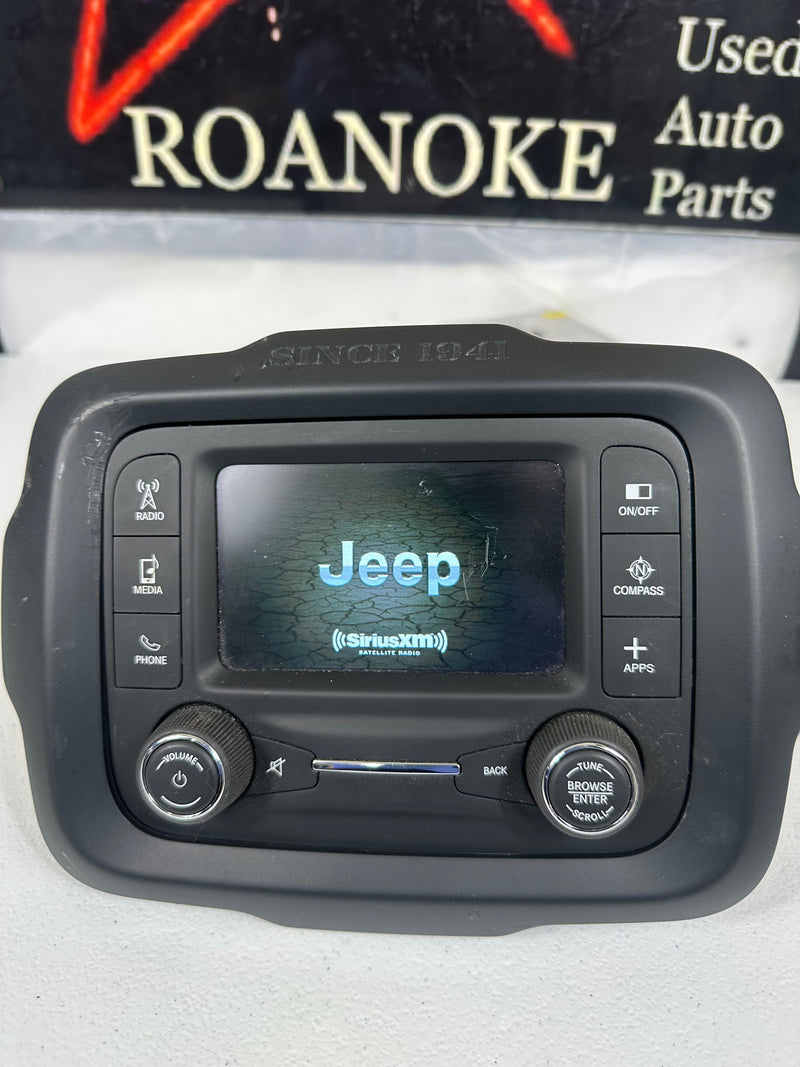 ROANOKE
Used
Auto
Parts
SINCE 1941
RADIO
MEDIA
PHONE
Jeep
SiriusXM
SATELLITE RADIO
ON/OFF
N
COMPASS
APPS
VOLUME
BACK
TUNE
BROWSE
ENTER
SCROLL